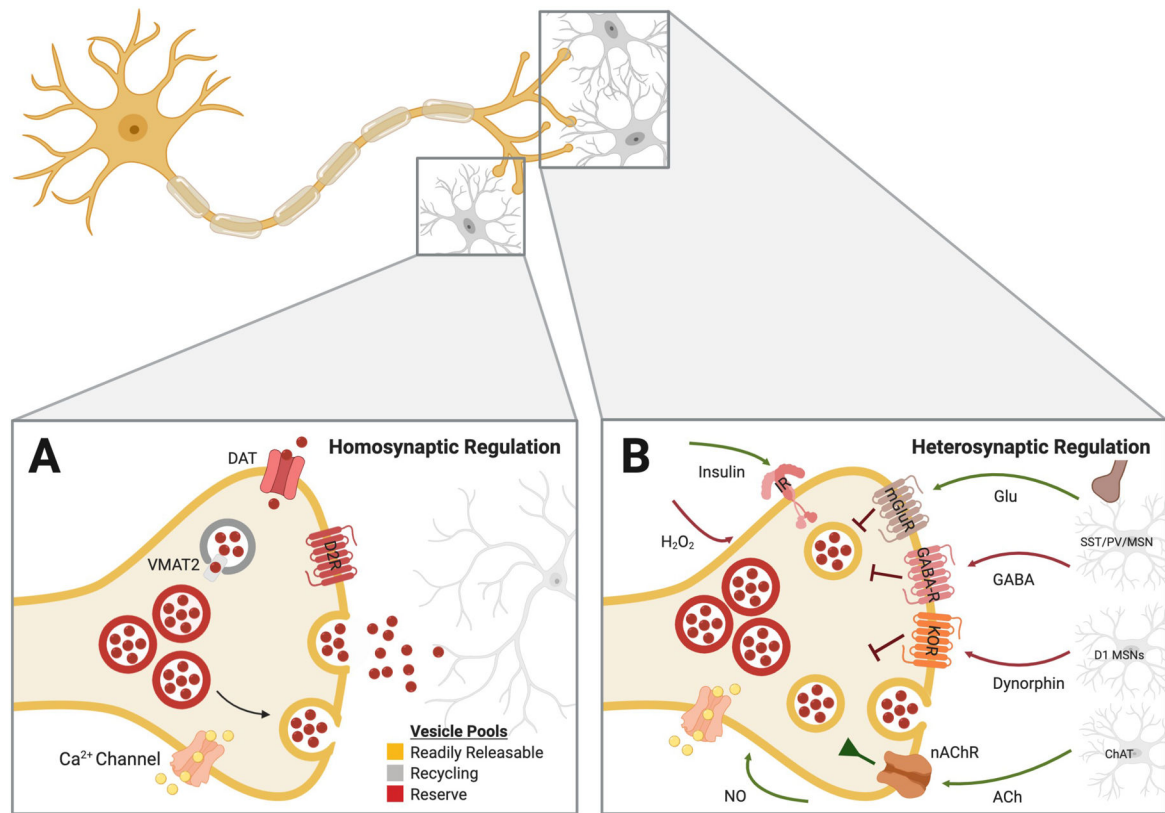 A
Homosynaptic Regulation
DAT
D2R
VMAT2
Ca²⁺ Channel
Vesicle Pools
Readily Releasable
Recycling
Reserve
B
Heterosynaptic Regulation
Insulin
IR
mGluR
Glu
H₂O₂
SST/PV/MSN
GABA-R
GABA
KOR
D1 MSNs
Dynorphin
nAChR
ChAT
NO
ACh